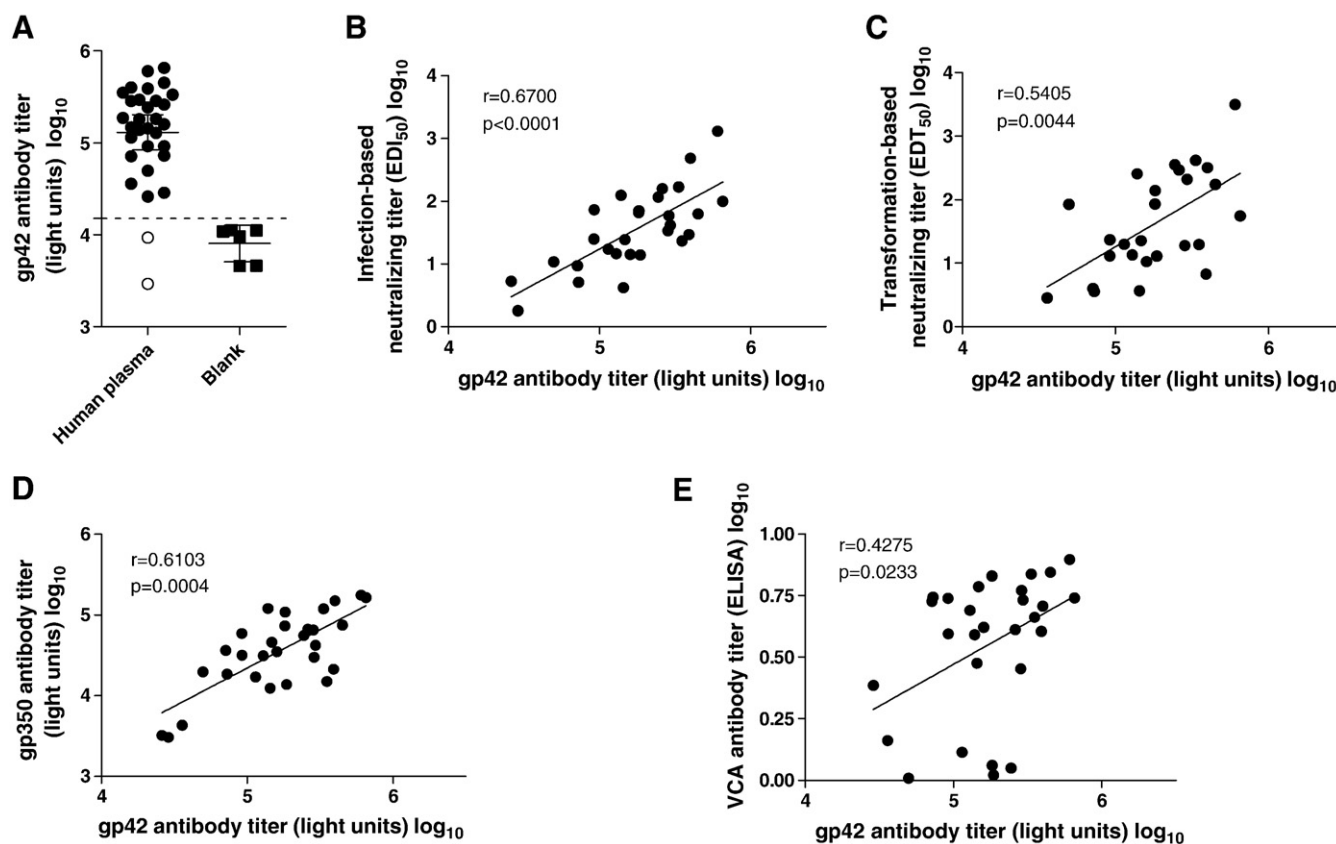 A
gp42 antibody titer
(light units) log10
6
5
4
3
Human plasma
Blank
B
Infection-based
neutralizing titer (EDI50) log10
r=0.6700
p<0.0001
4
3
2
1
0
4
5
6
gp42 antibody titer (light units) log10
C
Transformation-based
neutralizing titer (EDT50) log10
r=0.5405
p=0.0044
4
3
2
1
0
4
5
6
gp42 antibody titer (light units) log10
D
gp350 antibody titer
(light units) log10
r=0.6103
p=0.0004
6
5
4
3
4
5
6
gp42 antibody titer (light units) log10
E
VCA antibody titer (ELISA) log10
r=0.4275
p=0.0233
1.00
0.75
0.50
0.25
0.00
4
5
6
gp42 antibody titer (light units) log10